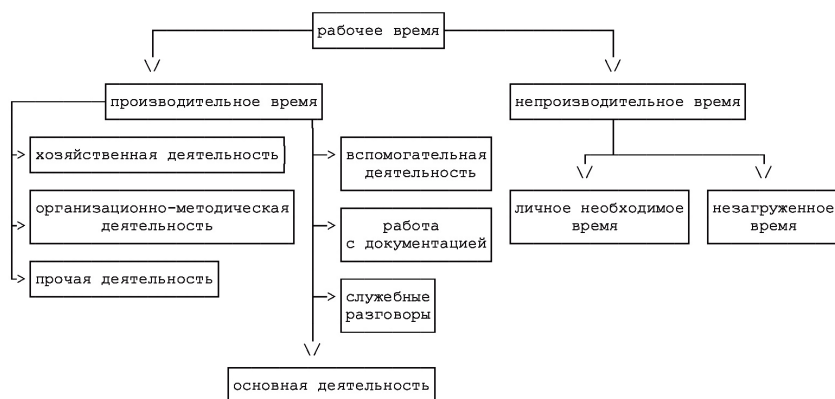 рабочее время
производительное время
непроизводительное время
хозяйственная деятельность
вспомогательная
деятельность
организационно-методическая
деятельность
работа
с документацией
личное необходимое
время
незагруженное
время
прочая деятельность
служебные
разговоры
основная деятельность